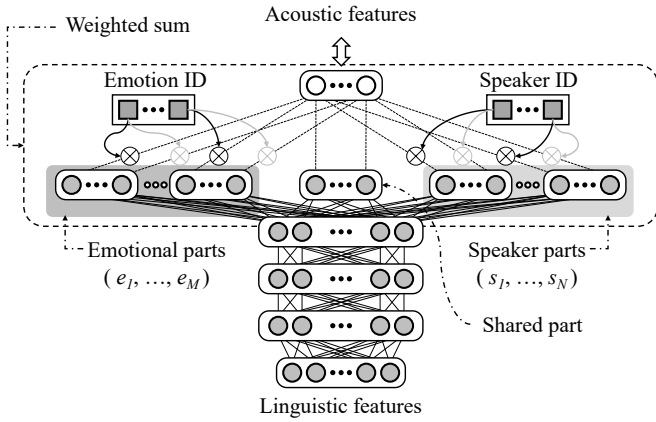 Acoustic features
Weighted sum
Emotion ID
Speaker ID
Emotional parts
( e1, ..., eM )
Speaker parts
( s1, ..., sN )
Shared part
Linguistic features